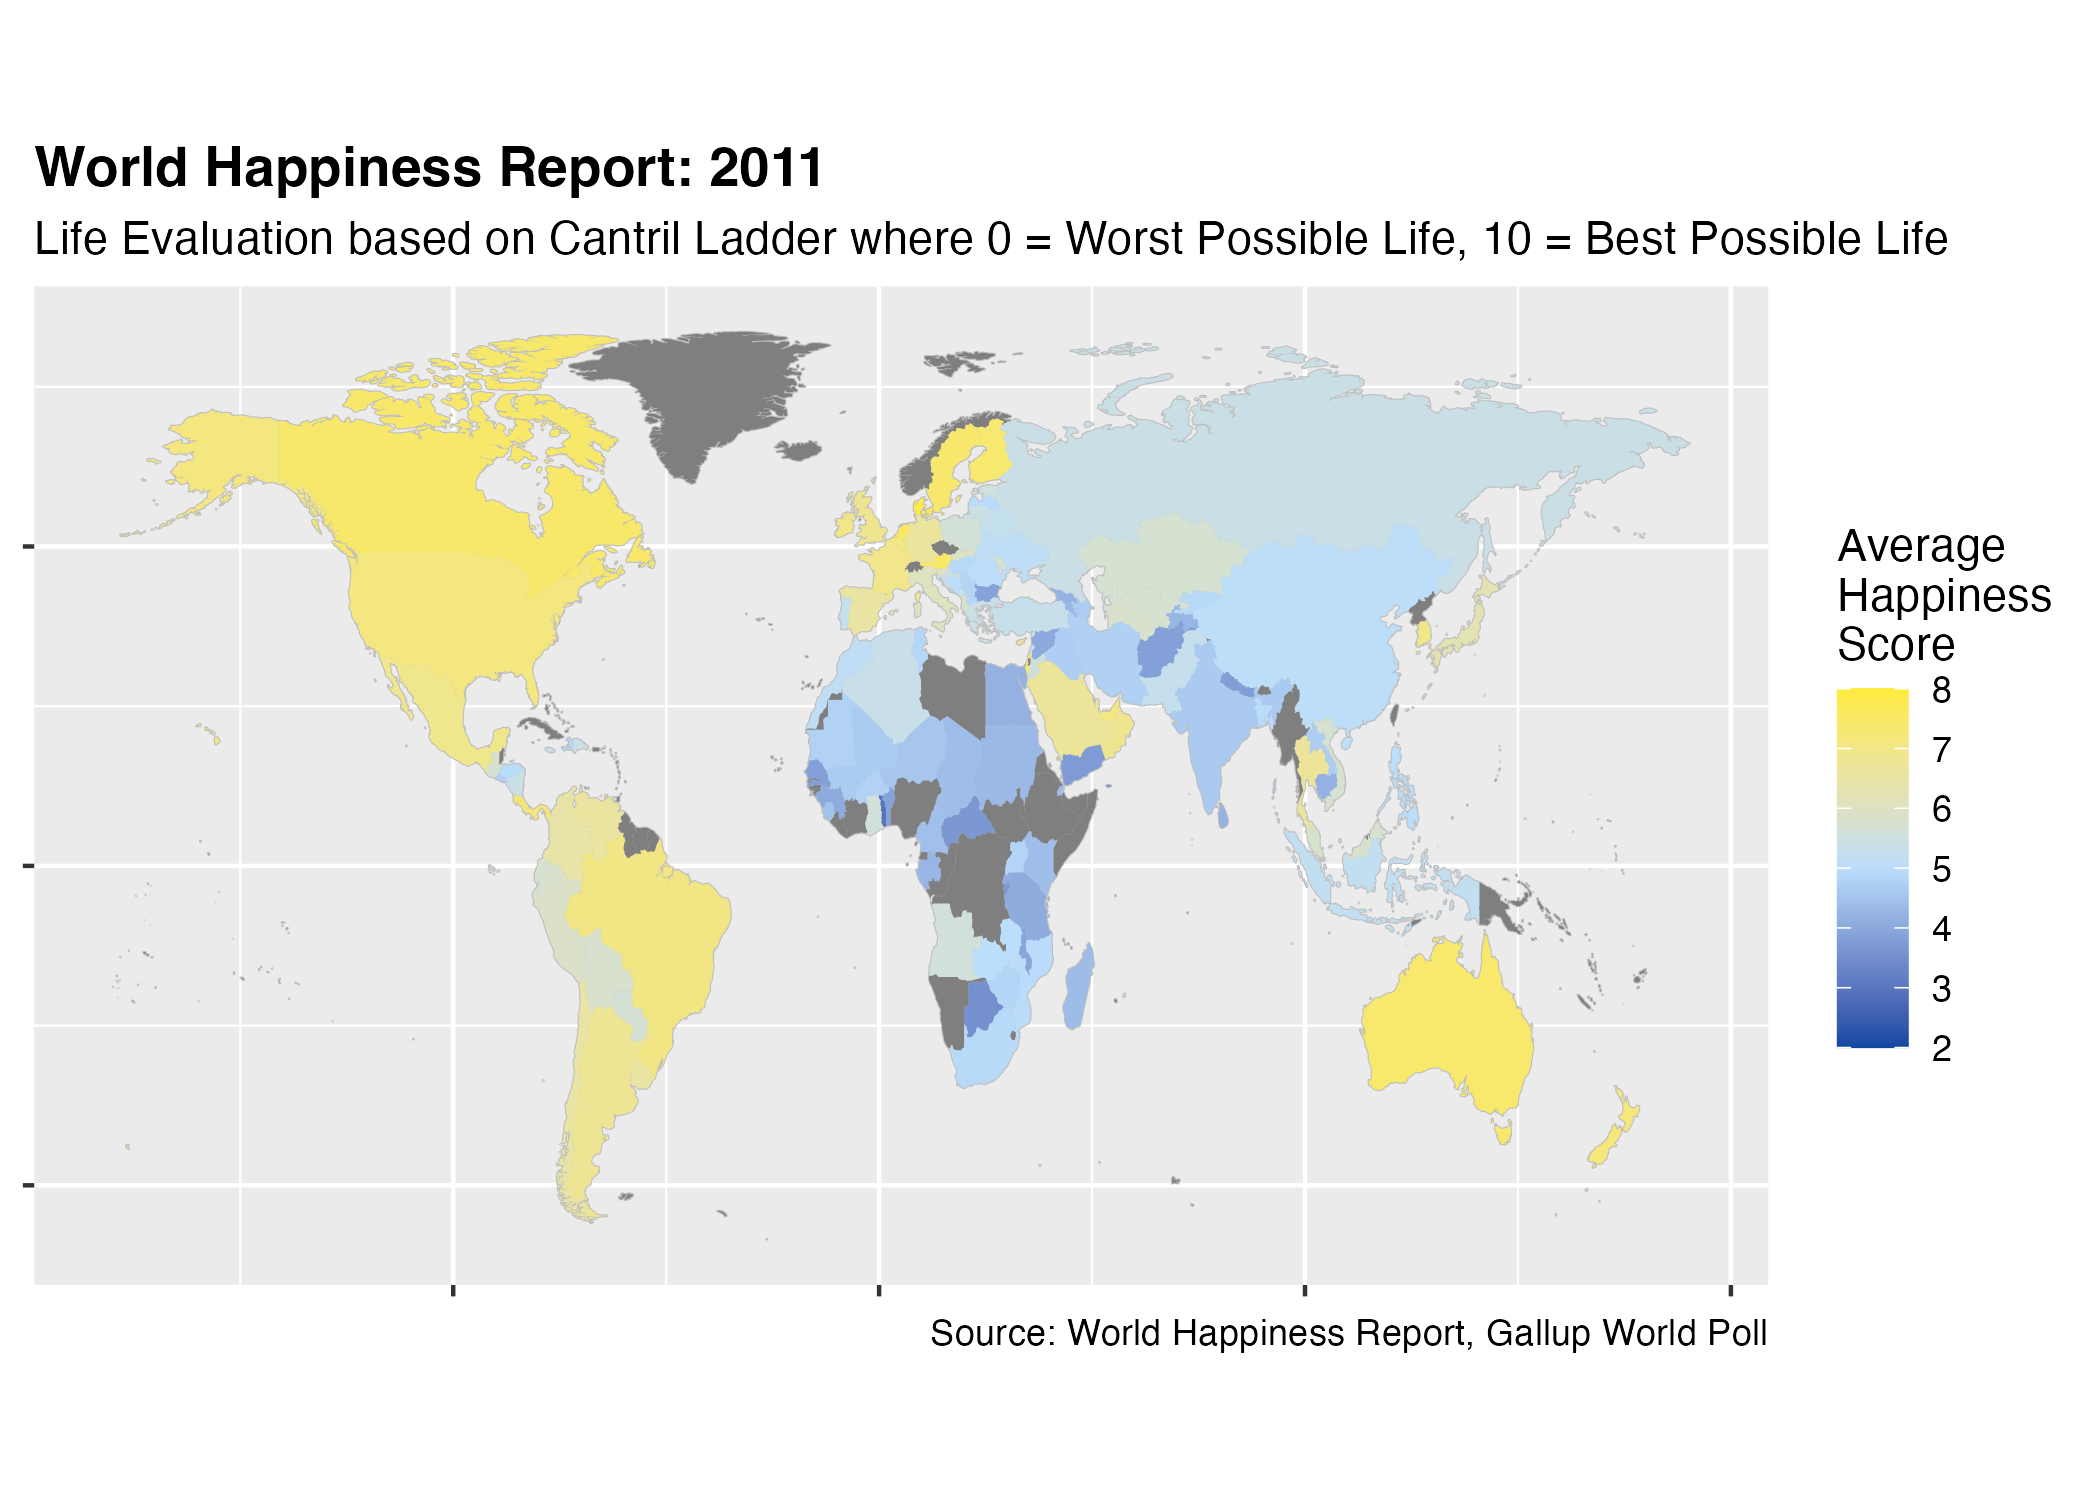 World Happiness Report: 2011
Life Evaluation based on Cantril Ladder where 0 = Worst Possible Life, 10 = Best Possible Life
Average
Happiness
Score
8
7
6
5
4
3
2
Source: World Happiness Report, Gallup World Poll